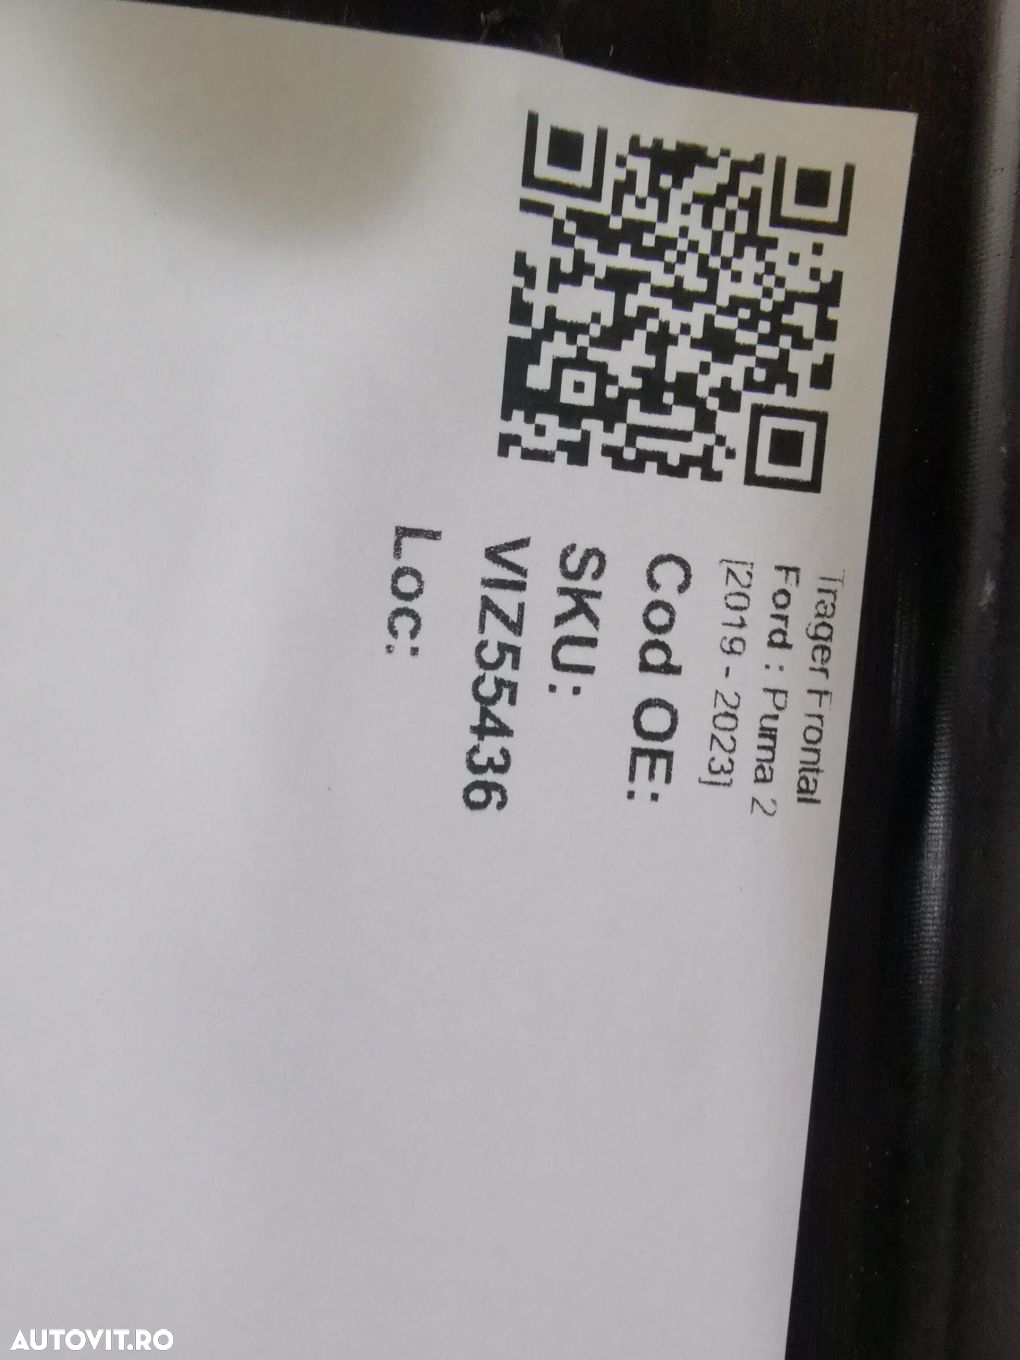 Trager Frontal
Ford : Puma 2
[2019 - 2023]
Cod OE:
SKU:
VIZ55436
Loc:
AUTOVIT.RO